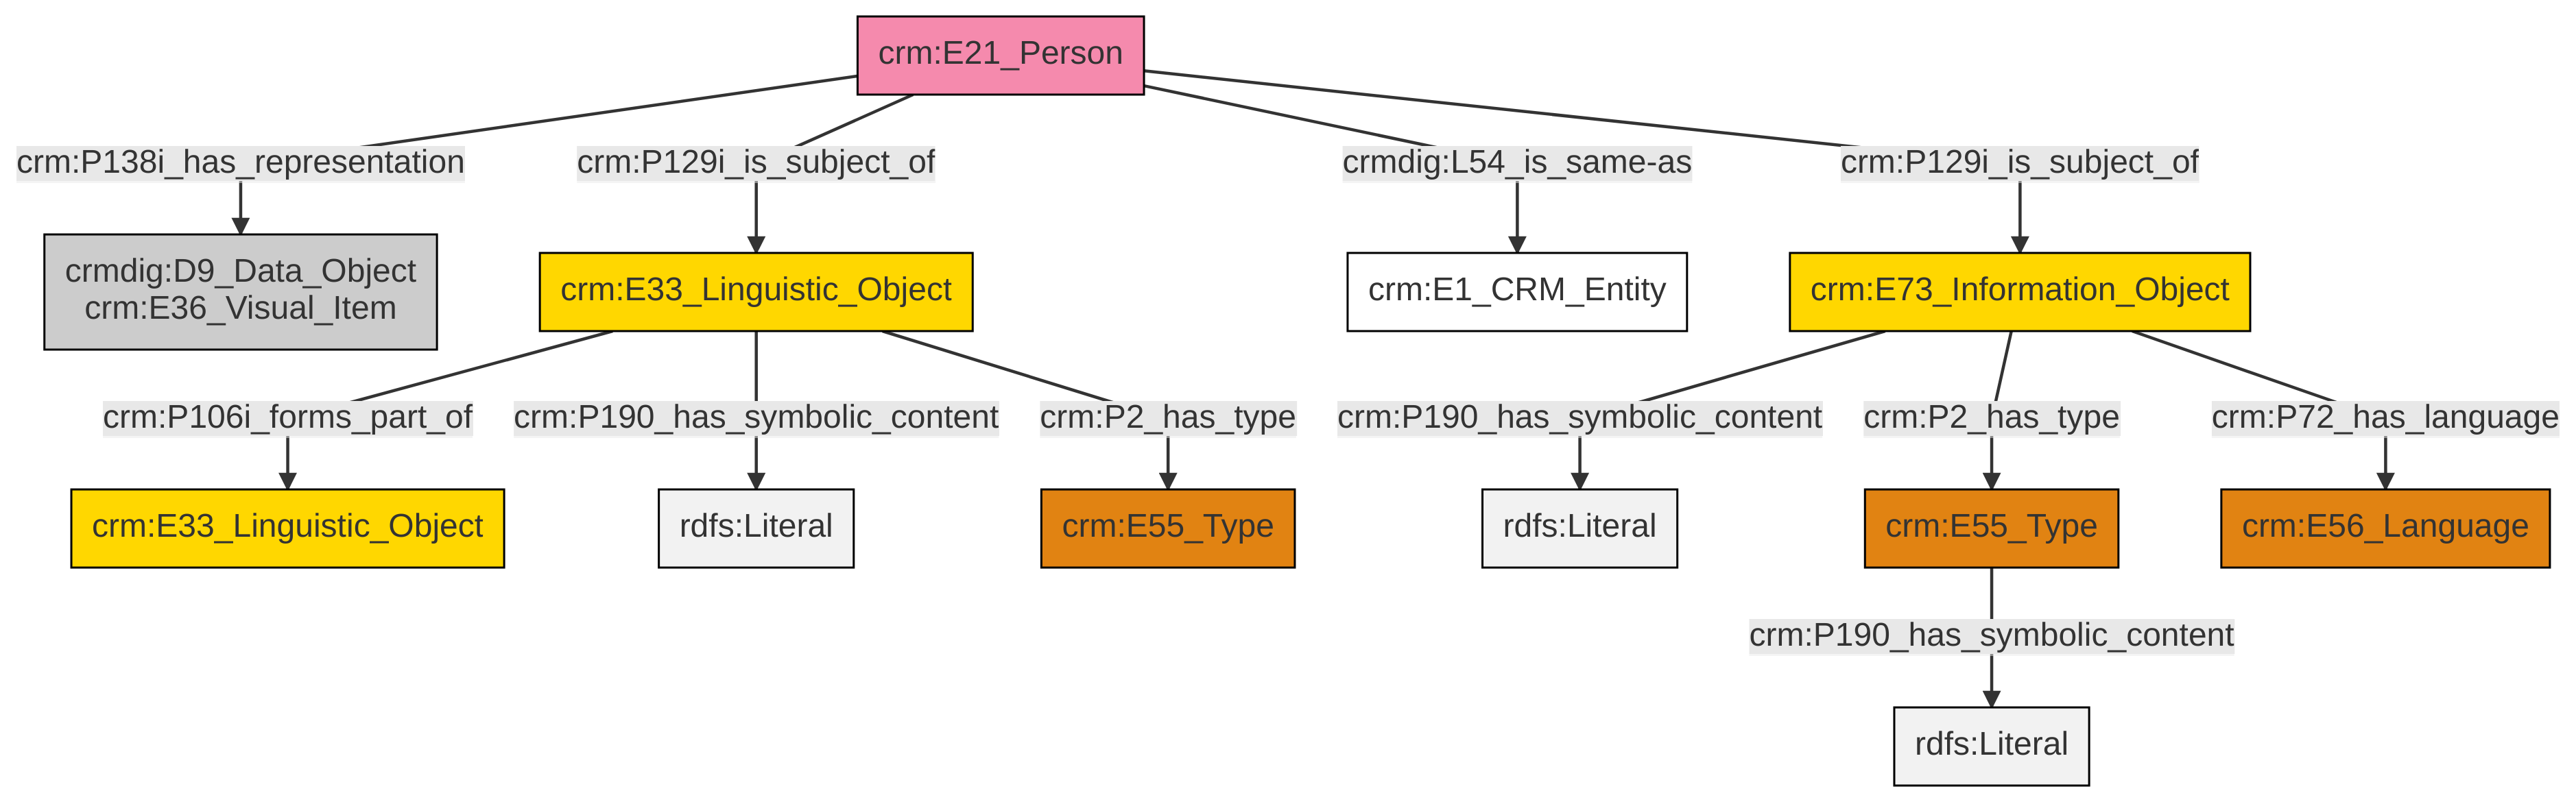 crm:E21_Person
crm:P138i_has_representation
crm:P129i_is_subject_of
crmdig:L54_is_same-as
crm:P129i_is_subject_of
crmdig:D9_Data_Object
crm:E36_Visual_Item
crm:E33_Linguistic_Object
crm:E1_CRM_Entity
crm:E73_Information_Object
crm:P106i_forms_part_of
crm:P190_has_symbolic_content
crm:P2_has_type
crm:P190_has_symbolic_content
crm:P2_has_type
crm:P72_has_language
crm:E33_Linguistic_Object
rdfs:Literal
crm:E55_Type
rdfs:Literal
crm:E55_Type
crm:E56_Language
crm:P190_has_symbolic_content
rdfs:Literal